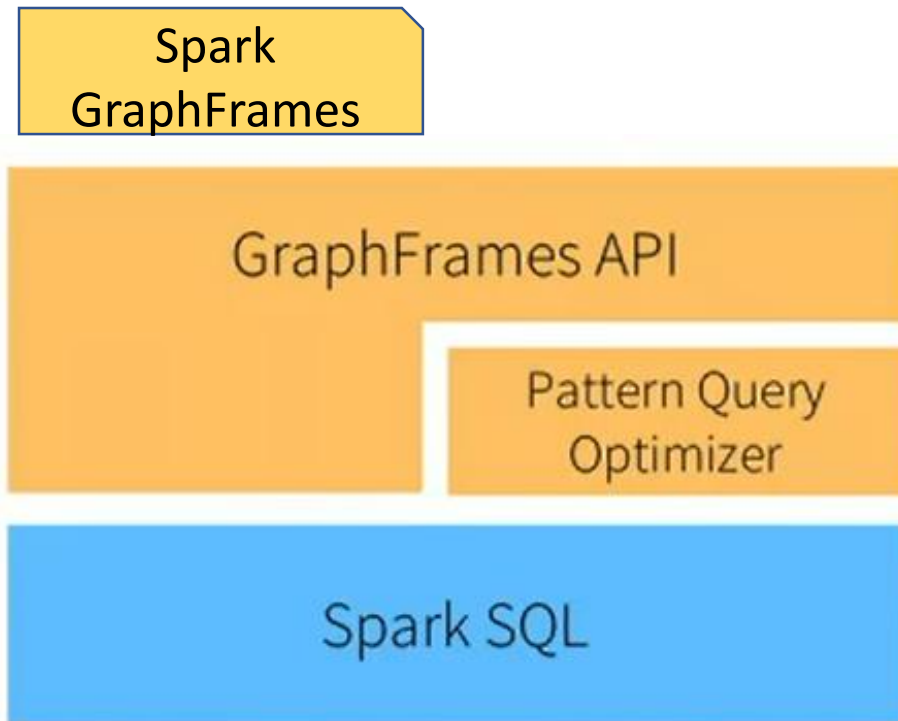 Spark
GraphFrames
GraphFrames API
Pattern Query
Optimizer
Spark SQL